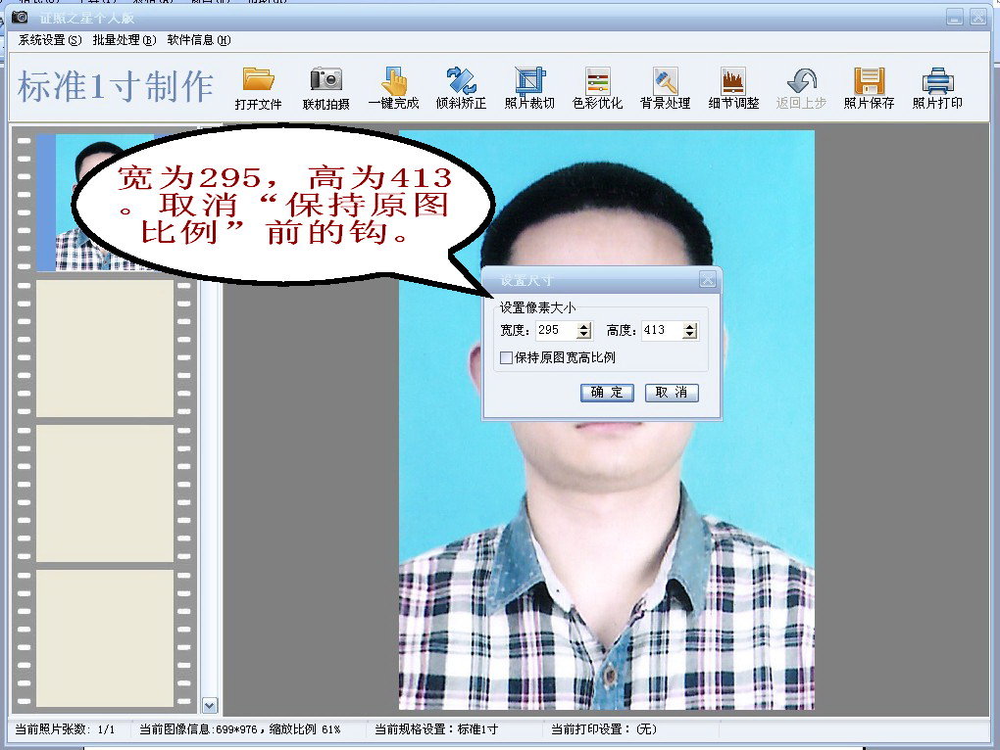 证照之星个人版
系统设置(S) 批量处理(B) 软件信息(H)
标准1寸制作
打开文件 联机拍摄 一键完成 倾斜矫正 照片裁切 色彩优化 背景处理 细节调整 返回上步 照片保存 照片打印
宽为295，高为413
。取消“保持原图
比例”前的钩。
设置尺寸
设置像素大小
宽度: 295 高度: 413
保持原图宽高比例
确 定 取 消
当前照片张数: 1/1 当前图像信息:699*976，缩放比例 61% 当前规格设置：标准1寸 当前打印设置：(无)